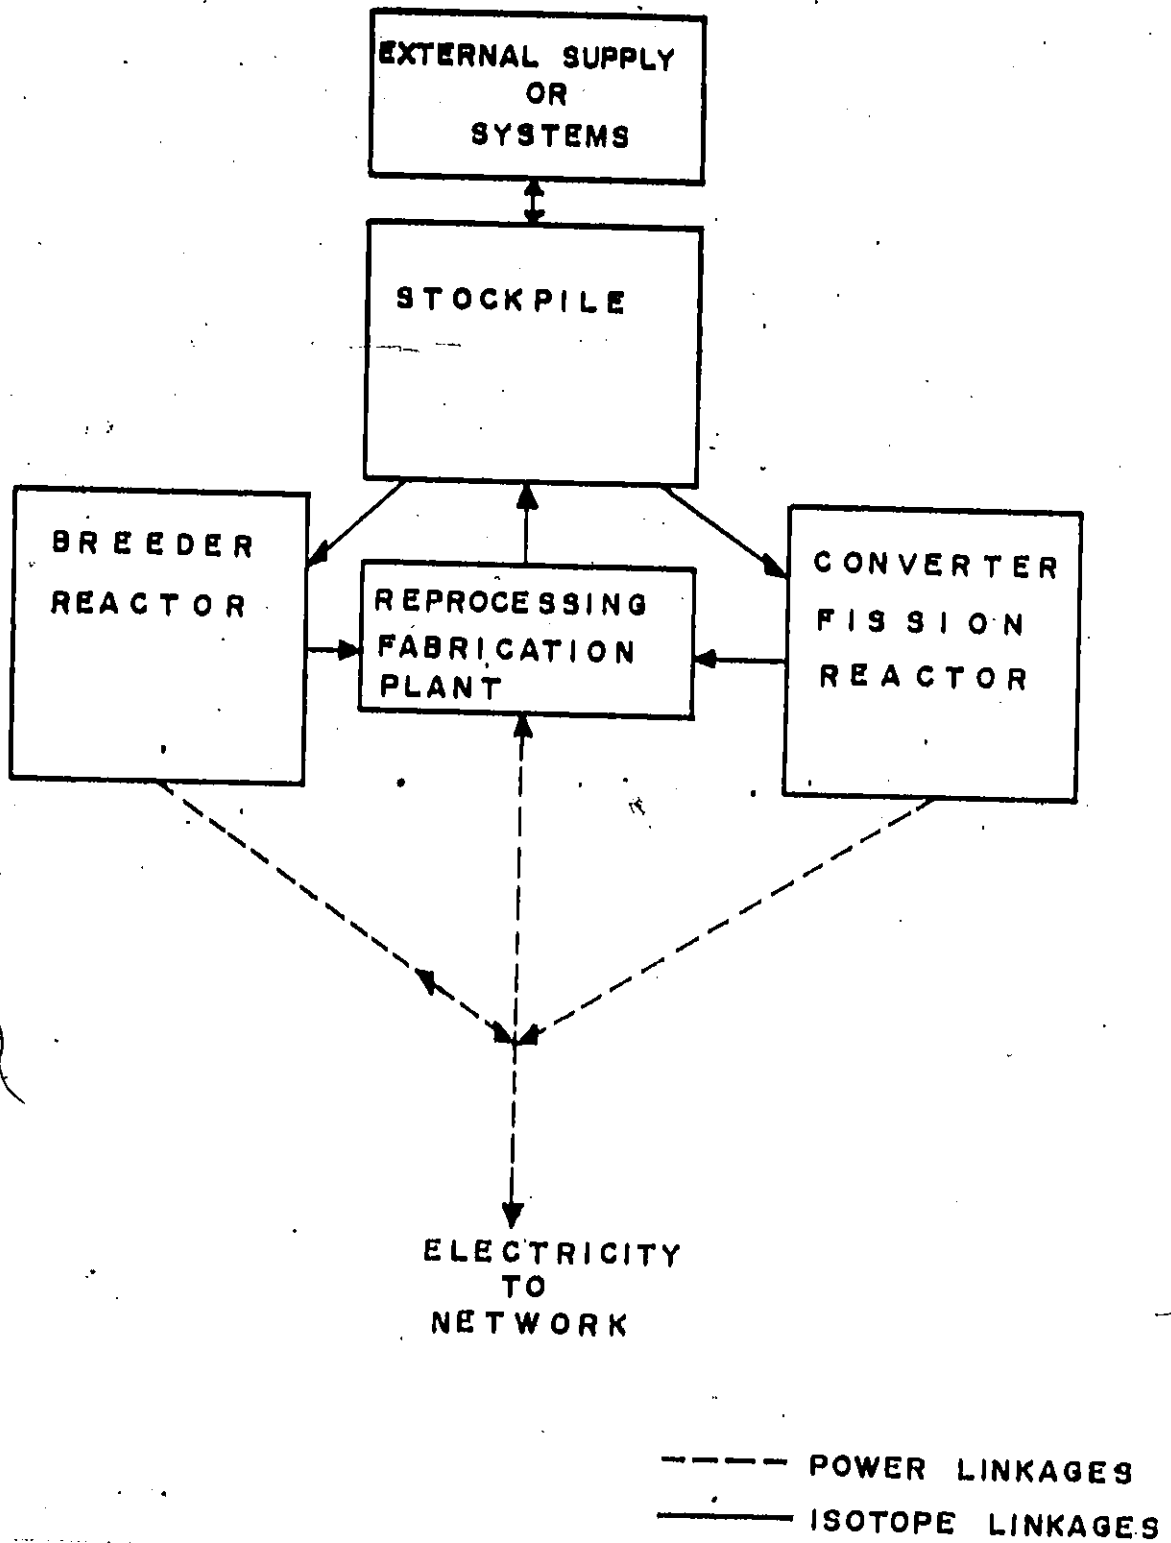 EXTERNAL SUPPLY
OR
SYSTEMS
STOCKPILE
BREEDER
REACTOR
REPROCESSING
FABRICATION
PLANT
CONVERTER
FISSION
REACTOR
ELECTRICITY
TO
NETWORK
POWER LINKAGES
ISOTOPE LINKAGES